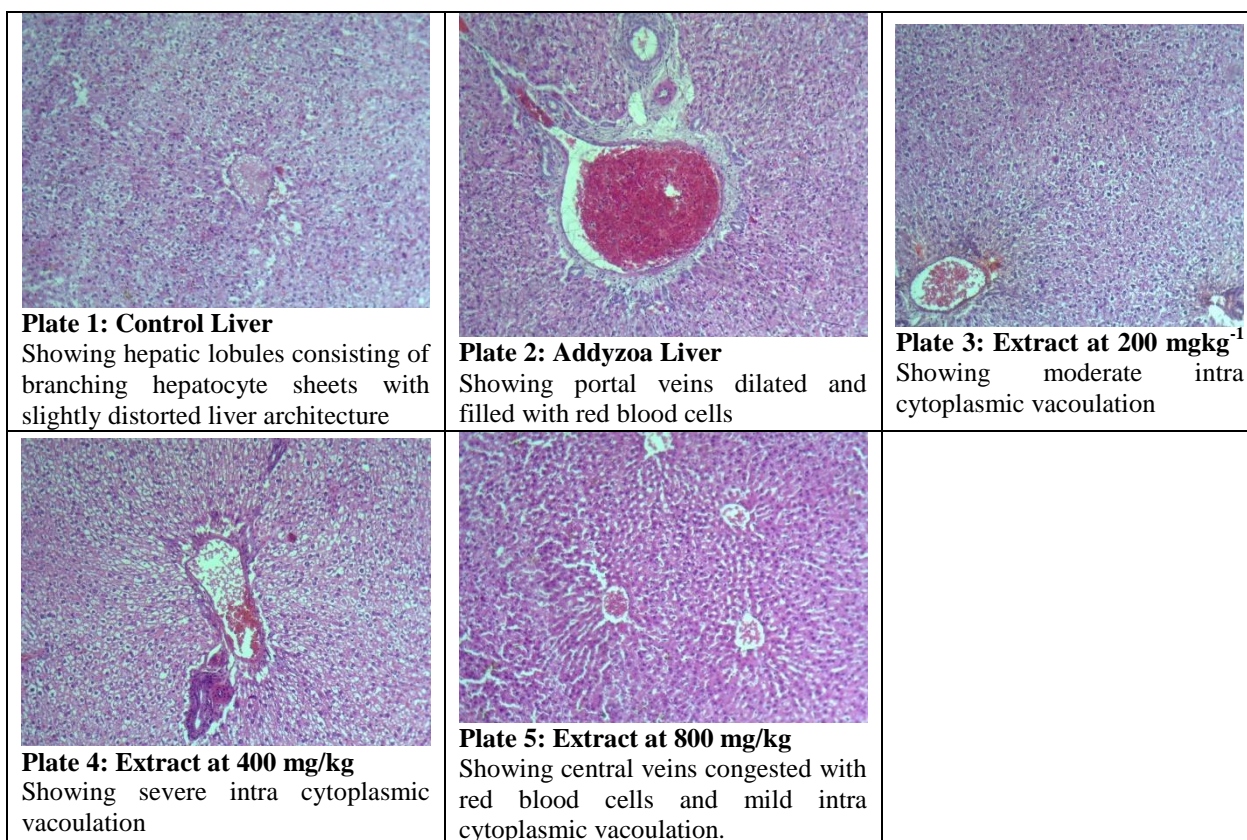 Plate 1: Control Liver
Showing hepatic lobules consisting of
branching hepatocyte sheets with
slightly distorted liver architecture
Plate 2: Addyzoa Liver
Showing portal veins dilated and
filled with red blood cells
Plate 3: Extract at 200 mgkg⁻¹
Showing moderate intra
cytoplasmic vacoulation
Plate 4: Extract at 400 mg/kg
Showing severe intra cytoplasmic
vacoulation
Plate 5: Extract at 800 mg/kg
Showing central veins congested with
red blood cells and mild intra
cytoplasmic vacoulation.